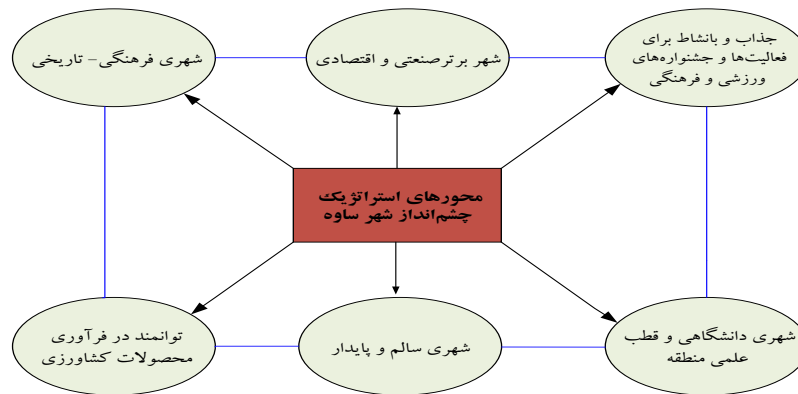 جذاب و بانشاط برای
فعالیت‌ها و جشنواره‌های
ورزشی و فرهنگی
شهر برترصنعتی و اقتصادی
شهری فرهنگی– تاریخی
محورهای استراتژیک
چشم‌انداز شهر ساوه
شهری دانشگاهی و قطب
علمی منطقه
شهری سالم و پایدار
توانمند در فرآوری
محصولات کشاورزی